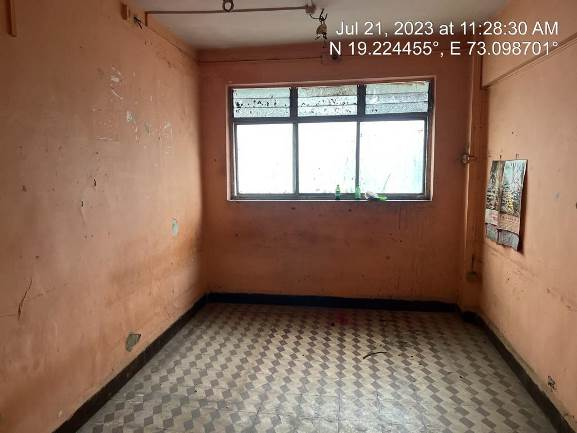 Jul 21, 2023 at 11:28:30 AM
N 19.224455°, E 73.098701°